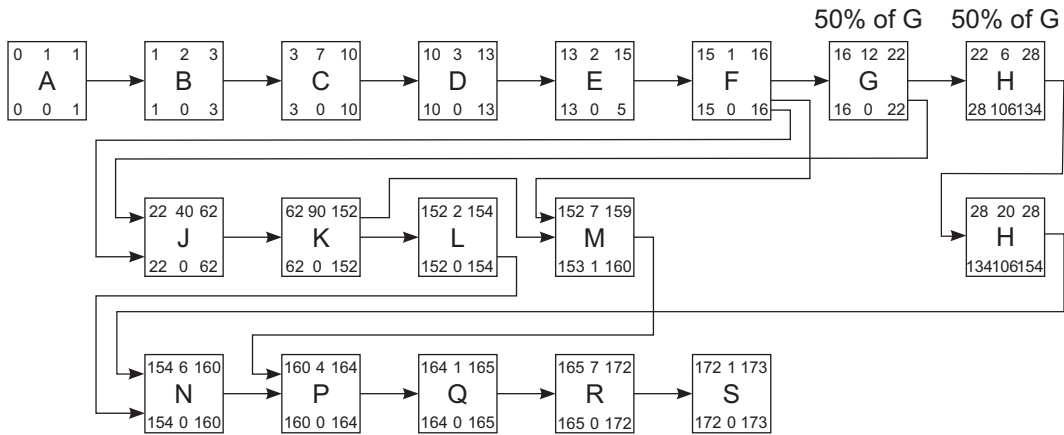 50% of G 50% of G
0 1 1 1 2 3 3 7 10 10 3 13 13 2 15 15 1 16 16 12 22 22 6 28
A B C D E F G H
0 0 1 1 0 3 3 0 10 10 0 13 13 0 5 15 0 16 16 0 22 28 106134
22 40 62 62 90 152 152 2 154 152 7 159 28 20 28
J K L M H
22 0 62 62 0 152 152 0 154 153 1 160 134106154
154 6 160 160 4 164 164 1 165 165 7 172 172 1 173
N P Q R S
154 0 160 160 0 164 164 0 165 165 0 172 172 0 173